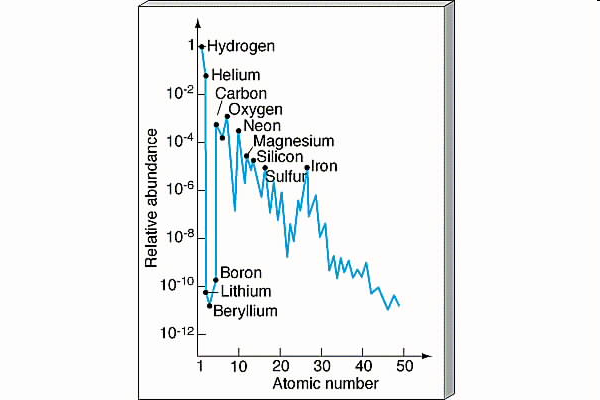 1
Hydrogen
Helium
10-2
Carbon
Oxygen
Neon
10-4
Magnesium
Silicon
Iron
Sulfur
10-6
10-8
Boron
10-10
Lithium
Beryllium
10-12
Relative abundance
1 10 20 30 40 50
Atomic number